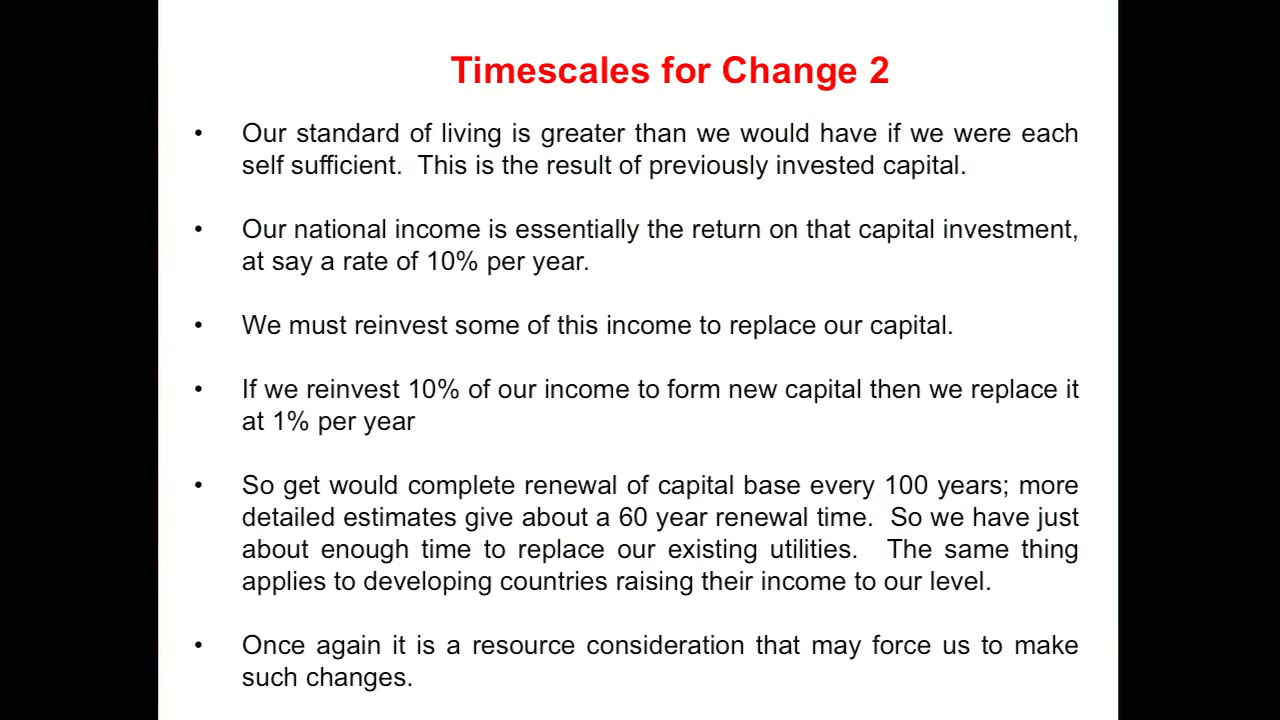 Timescales for Change 2
• Our standard of living is greater than we would have if we were each
self sufficient.  This is the result of previously invested capital.
• Our national income is essentially the return on that capital investment,
at say a rate of 10% per year.
• We must reinvest some of this income to replace our capital.
• If we reinvest 10% of our income to form new capital then we replace it
at 1% per year
• So get would complete renewal of capital base every 100 years; more
detailed estimates give about a 60 year renewal time.  So we have just
about enough time to replace our existing utilities.  The same thing
applies to developing countries raising their income to our level.
• Once again it is a resource consideration that may force us to make
such changes.